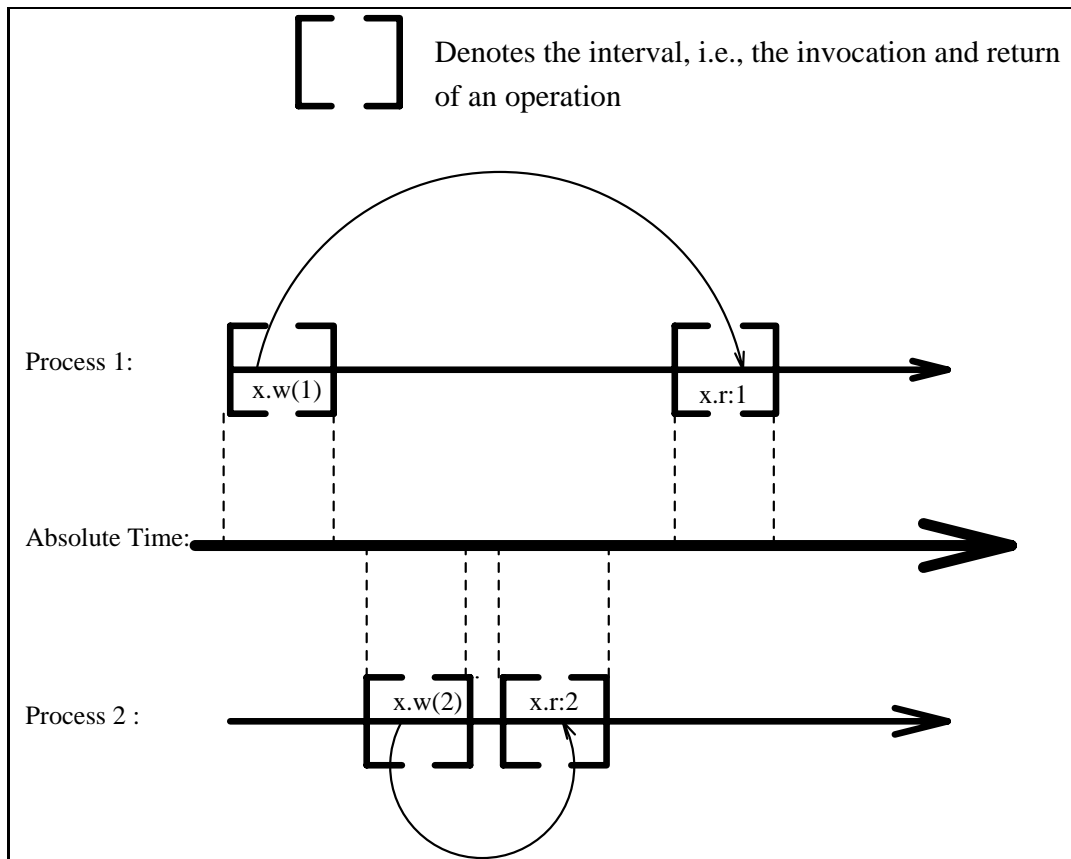 Denotes the interval, i.e., the invocation and return
of an operation
Process 1:
x.w(1)
x.r:1
Absolute Time:
x.w(2)
x.r:2
Process 2 :